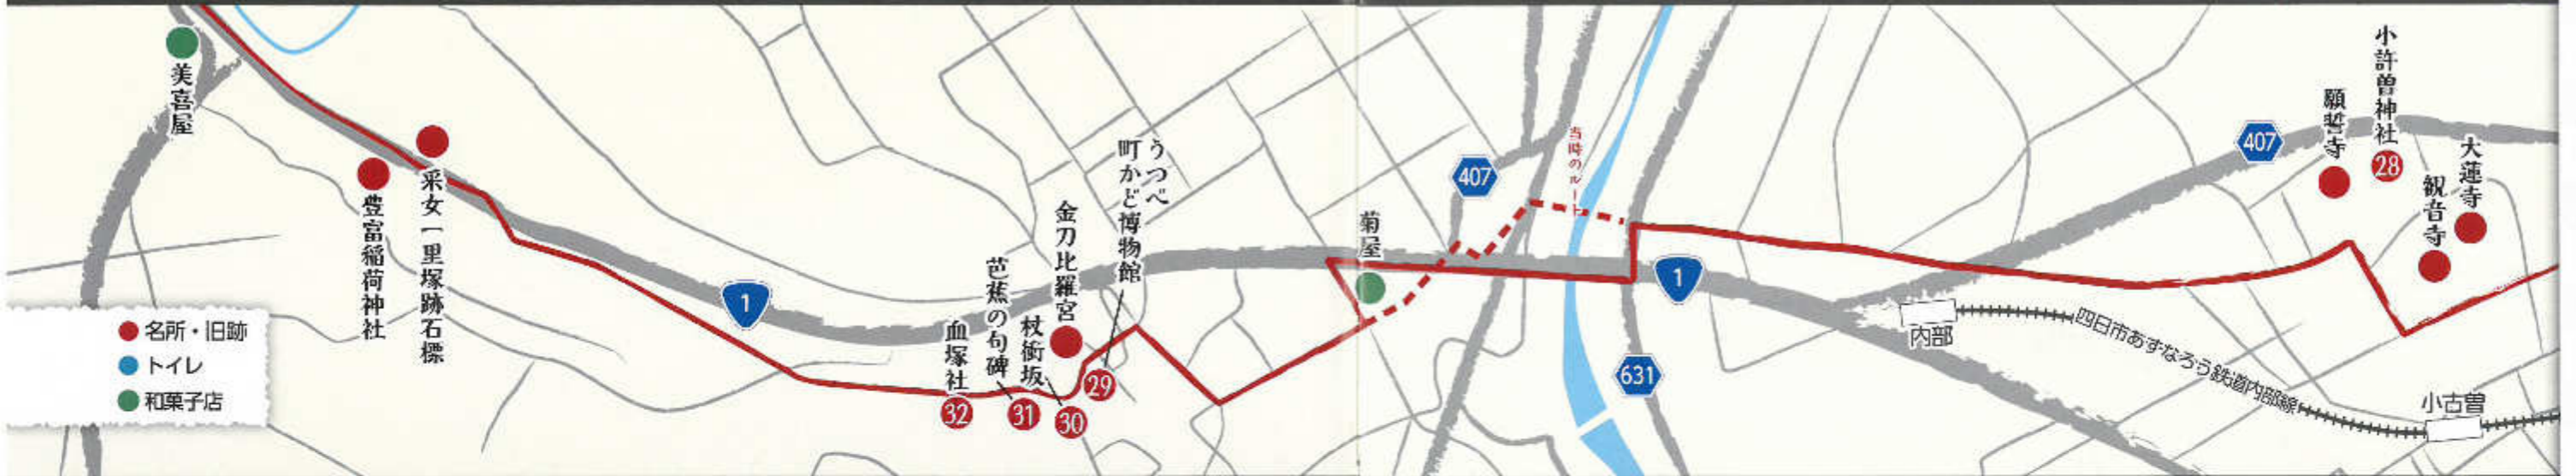 美喜屋
豊富稲荷神社
采女一里塚跡石標
名所・旧跡
トイレ
和菓子店
1
血塚社
32
芭蕉の句碑
31
杖衝坂
30
金刀比羅宮
29
うつべ
町かど博物館
菊屋
407
当時のルート
1
631
内部
四日市あすなろう鉄道内部線
小古曽
407
願誓寺
小許曽神社
28
観音寺
大蓮寺